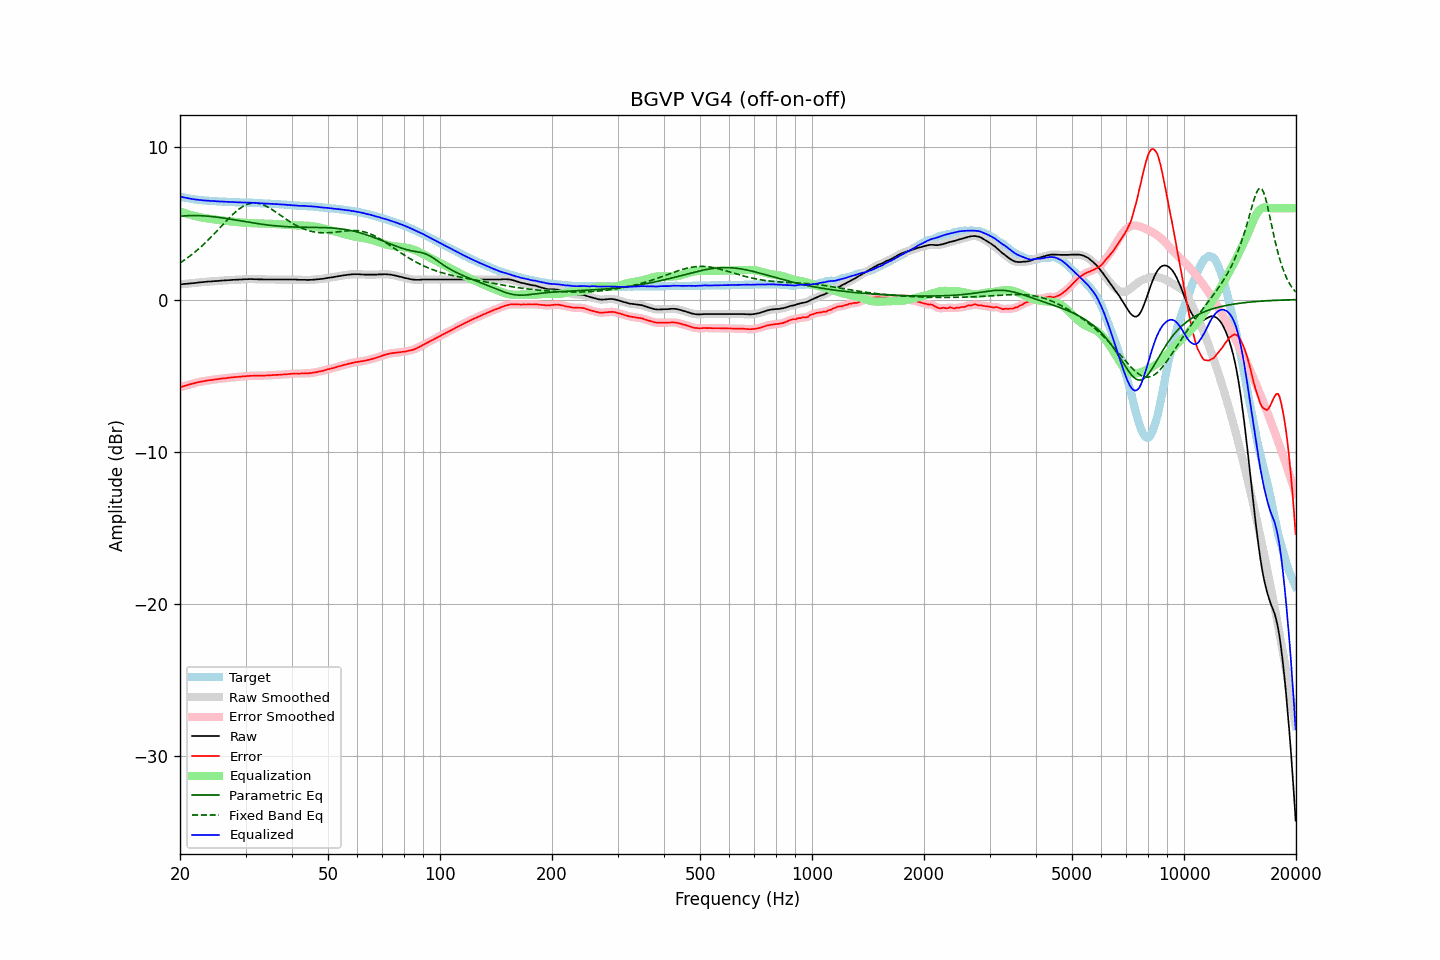 BGVP VG4 (off-on-off)
10
0
−10
−20
−30
Amplitude (dBr)
Target
Raw Smoothed
Error Smoothed
Raw
Error
Equalization
Parametric Eq
Fixed Band Eq
Equalized
20 50 100 200 500 1000 2000 5000 10000 20000
Frequency (Hz)